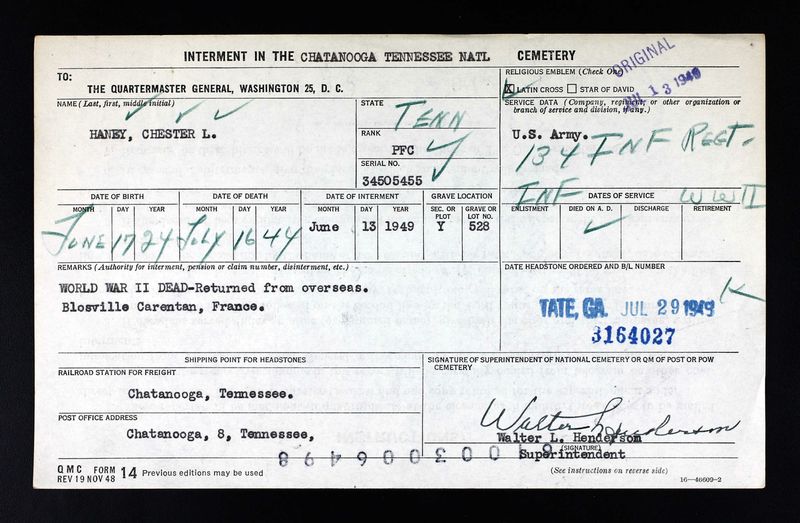 INTERMENT IN THE CHATANOOGA TENNESSEE NATL CEMETERY
ORIGINAL
TO:
THE QUARTERMASTER GENERAL, WASHINGTON 25, D. C.
RELIGIOUS EMBLEM (Check One)
X LATIN CROSS STAR OF DAVID
13 1949
NAME (Last, first, middle initial)
HANEY, CHESTER L.
STATE
TENN
RANK
PFC
SERIAL NO.
34505455
SERVICE DATA (Company, regiment, or other organization or
branch of service and division, if any.)
U.S. Army.
134 INF REGT.
INF
WWII
DATE OF BIRTH
MONTH DAY YEAR
JUNE 17 24
DATE OF DEATH
MONTH DAY YEAR
JULY 16 44
DATE OF INTERMENT
MONTH DAY YEAR
June 13 1949
GRAVE LOCATION
SEC. OR PLOT GRAVE OR LOT NO.
Y 528
DATES OF SERVICE
ENLISTMENT DIED ON A. D. DISCHARGE RETIREMENT
REMARKS (Authority for interment, pension or claim number, disinterment, etc.)
WORLD WAR II DEAD-Returned from overseas.
Blosville Carentan, France.
DATE HEADSTONE ORDERED AND B/L NUMBER
TATE, GA. JUL 29 1949
3164027
SHIPPING POINT FOR HEADSTONES
RAILROAD STATION FOR FREIGHT
Chatanooga, Tennessee.
POST OFFICE ADDRESS
Chatanooga, 8, Tennessee,
SIGNATURE OF SUPERINTENDENT OF NATIONAL CEMETERY OR QM OF POST OR POW
CEMETERY
Walter L. Henderson
Walter L. Henderson
(SIGNATURE)
Superintendent
QMC FORM
REV 19 NOV 48 14 Previous editions may be used
(See instructions on reverse side)
16—46609-2